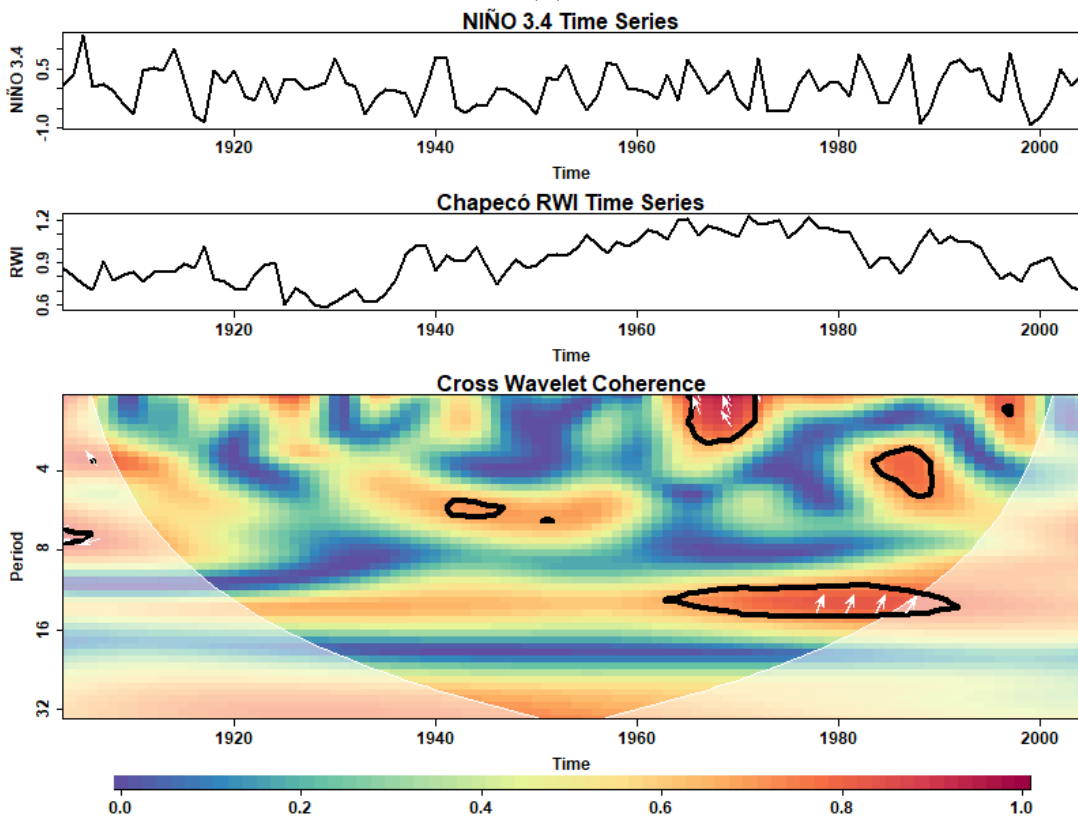 NIÑO 3.4 Time Series
NIÑO 3.4
0.5
-1.0
1920 1940 1960 1980 2000
Time
Chapecó RWI Time Series
RWI
1.2
0.9
0.6
1920 1940 1960 1980 2000
Time
Cross Wavelet Coherence
Period
4
8
16
32
1920 1940 1960 1980 2000
Time
0.0 0.2 0.4 0.6 0.8 1.0